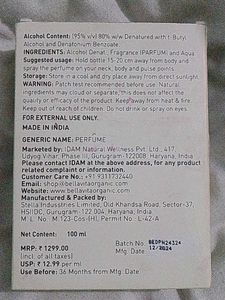 Alcohol Content: (95% v/v) 80% w/w Denatured with t-Butyl
Alcohol and Denatonium Benzoate
INGREDIENTS: Alcohol Denat., Fragrance (PARFUM) and Aqua
Suggested usage: Hold bottle 15-20 cm away from body and
spray the perfume on your neck, body and pulse points.
Storage: Store in a cool and dry place away from direct sunlight.
WARNING: Patch test recommended before use. Natural
ingredients may cloud or separate, this does not affect the
quality or efficacy of the product. Keep away from heat & fire.
Keep out of reach of children. Do not drink or spray on eyes.
FOR EXTERNAL USE ONLY.
MADE IN INDIA
GENERIC NAME: PERFUME
Marketed by: IDAM Natural Wellness Pvt. Ltd., 417
Udyog Vihar, Phase III, Gurugram-122008, Haryana, India
Please contact IDAM at the above address, for any product
related complaint or information.
Customer Care No.: +91 9311732440
Email: shop@bellavitaorganic.com
Website: www.bellavitaorganic.com
Manufactured & Packed by:
Stella Industries Limited, Old Khandsa Road, Sector-37,
HSIIDC, Gurugram-122 004, Haryana, India
M. L. No.: M.123-Cos-(H), Permit No.: L-42-A
Net Content: 100 ml
MRP: ₹ 1299.00
(Incl. of all taxes)
USP: ₹ 12.99 per ml
Use Before: 36 Months from Mfg. Date
Batch No. BEDPN24324
Mfg. Date 12/2024